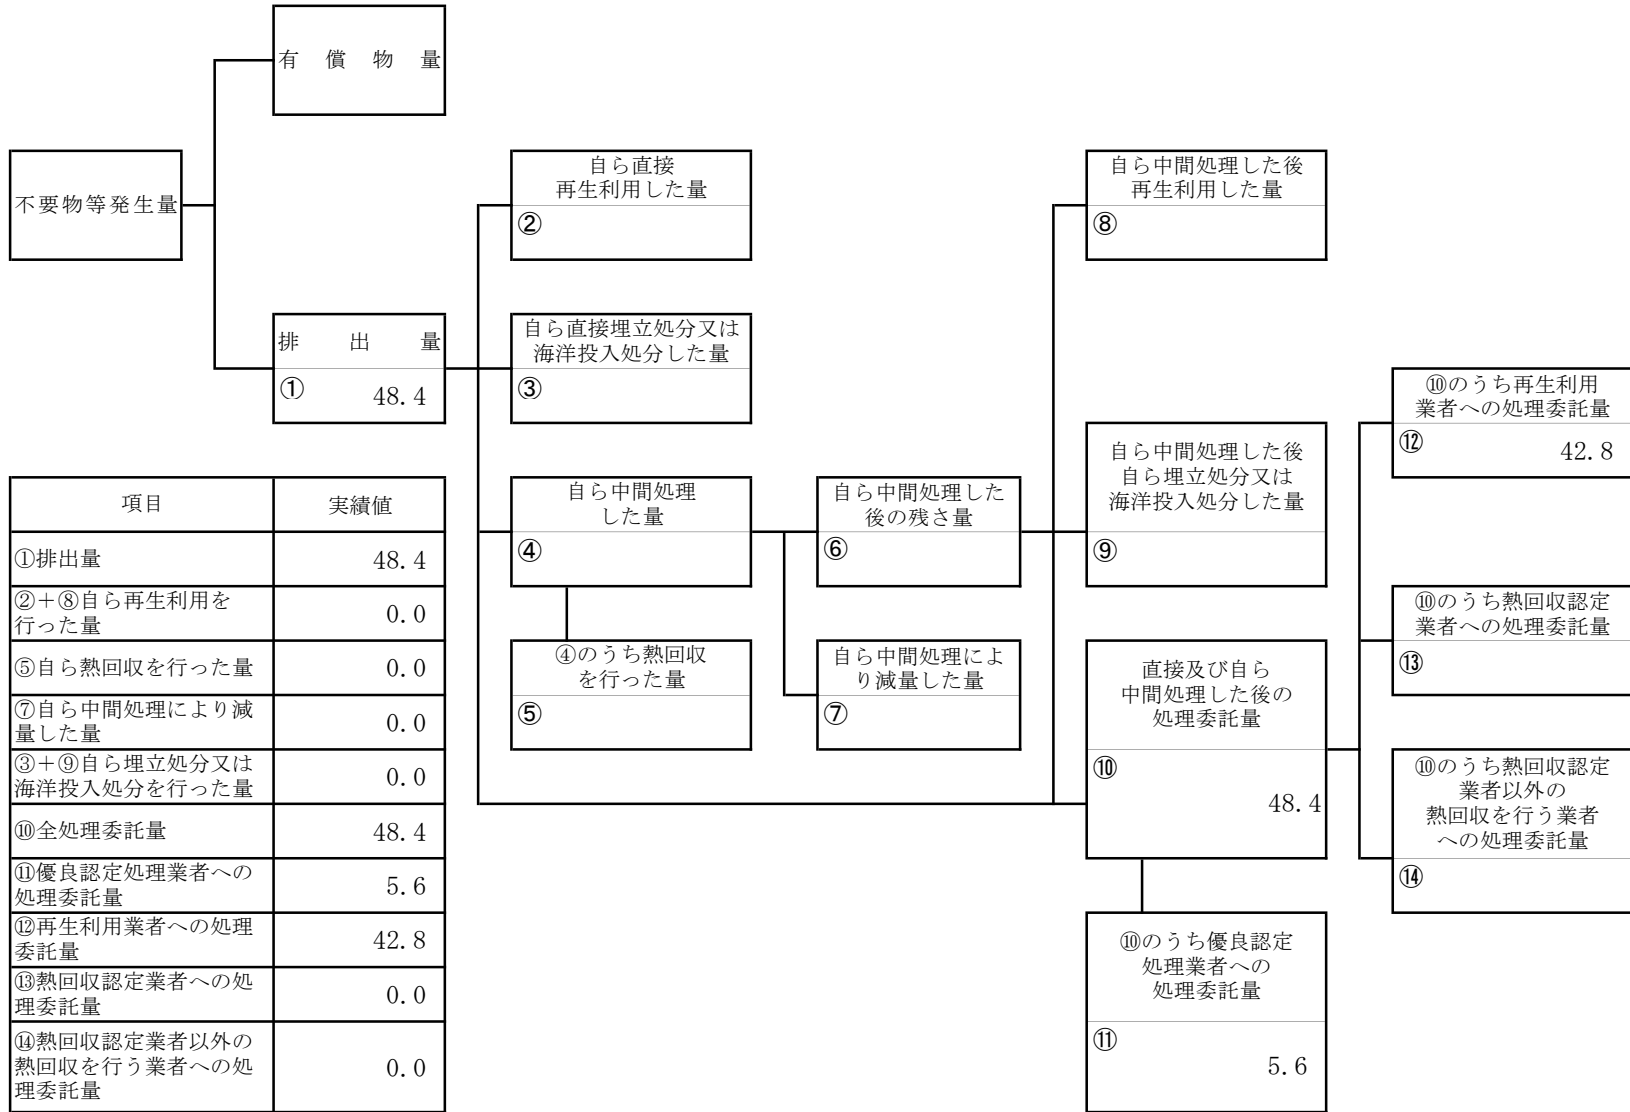 有償物量
不要物等発生量
自ら直接
再生利用した量
②
自ら中間処理した後
再生利用した量
⑧
排出量
① 48.4
自ら直接埋立処分又は
海洋投入処分した量
③
⑩のうち再生利用
業者への処理委託量
⑫ 42.8
自ら中間処理した後
自ら埋立処分又は
海洋投入処分した量
⑨
自ら中間処理
した量
④
自ら中間処理した
後の残さ量
⑥
④のうち熱回収
を行った量
⑤
自ら中間処理によ
り減量した量
⑦
直接及び自ら
中間処理した後の
処理委託量
⑩
48.4
⑩のうち熱回収認定
業者への処理委託量
⑬
⑩のうち熱回収認定
業者以外の
熱回収を行う業者
への処理委託量
⑭
⑩のうち優良認定
処理業者への
処理委託量
⑪
5.6
項目 実績値
①排出量 48.4
②+⑧自ら再生利用を
行った量 0.0
⑤自ら熱回収を行った量 0.0
⑦自ら中間処理により減
量した量 0.0
③+⑨自ら埋立処分又は
海洋投入処分を行った量 0.0
⑩全処理委託量 48.4
⑪優良認定処理業者への
処理委託量 5.6
⑫再生利用業者への処理
委託量 42.8
⑬熱回収認定業者への処
理委託量 0.0
⑭熱回収認定業者以外の
熱回収を行う業者への処
理委託量 0.0